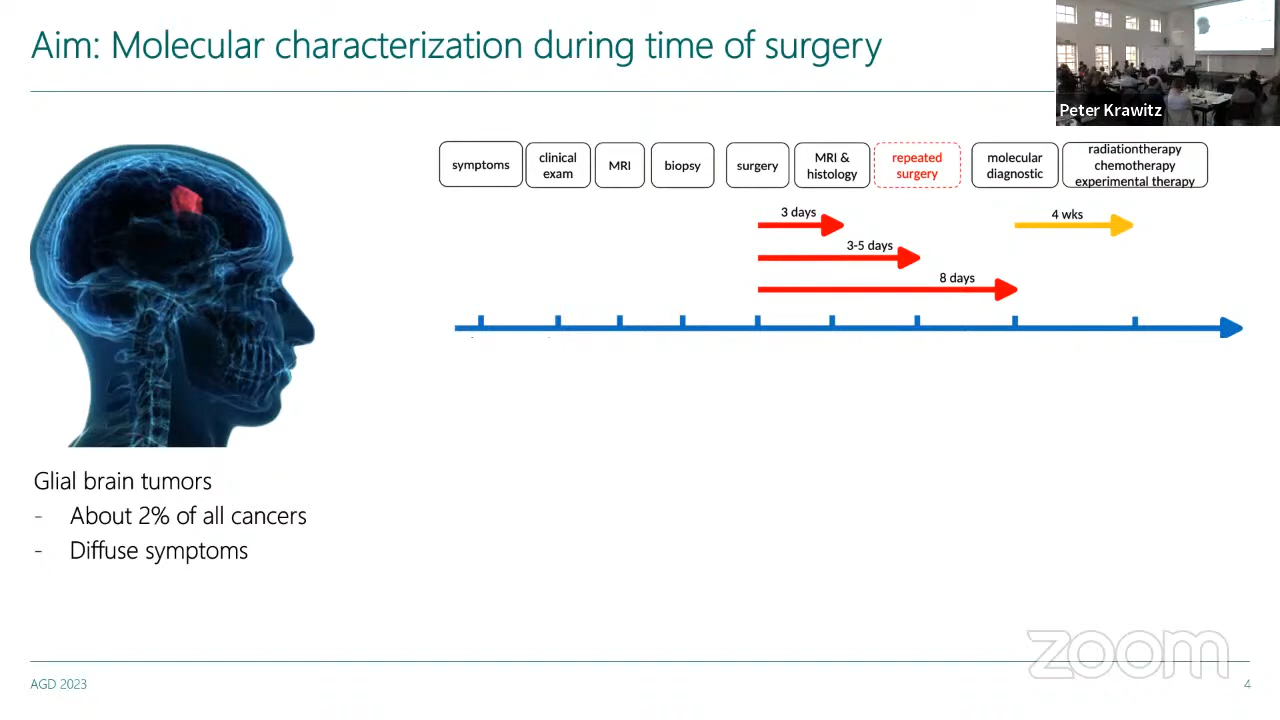 Aim: Molecular characterization during time of surgery
Peter Krawitz
symptoms
clinical
exam
MRI
biopsy
surgery
MRI &
histology
repeated
surgery
molecular
diagnostic
radiationtherapy
chemotherapy
experimental therapy
3 days
4 wks
3-5 days
8 days
Glial brain tumors
- About 2% of all cancers
- Diffuse symptoms
zoom
AGD 2023
4